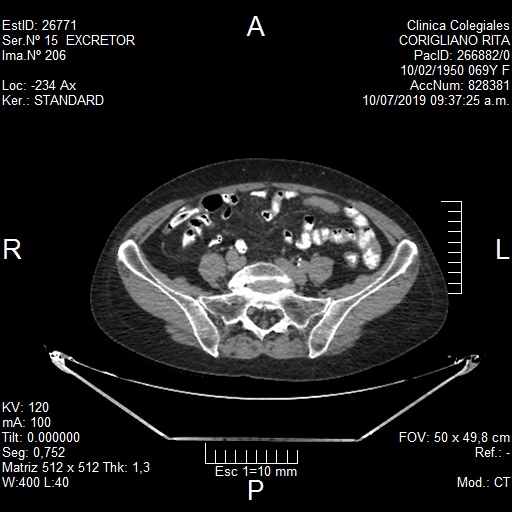 EstID: 26771
Ser.Nº 15 EXCRETOR
Ima.Nº 206
Loc: -234 Ax
Ker.: STANDARD
A
Clinica Colegiales
CORIGLIANO RITA
PacID: 266882/0
10/02/1950 069Y F
AccNum: 828381
10/07/2019 09:37:25 a.m.
R
L
KV: 120
mA: 100
Tilt: 0.000000
Seg: 0,752
Matriz 512 x 512 Thk: 1,3
W:400 L:40
Esc 1=10 mm
P
FOV: 50 x 49,8 cm
Ref.: -
Mod.: CT